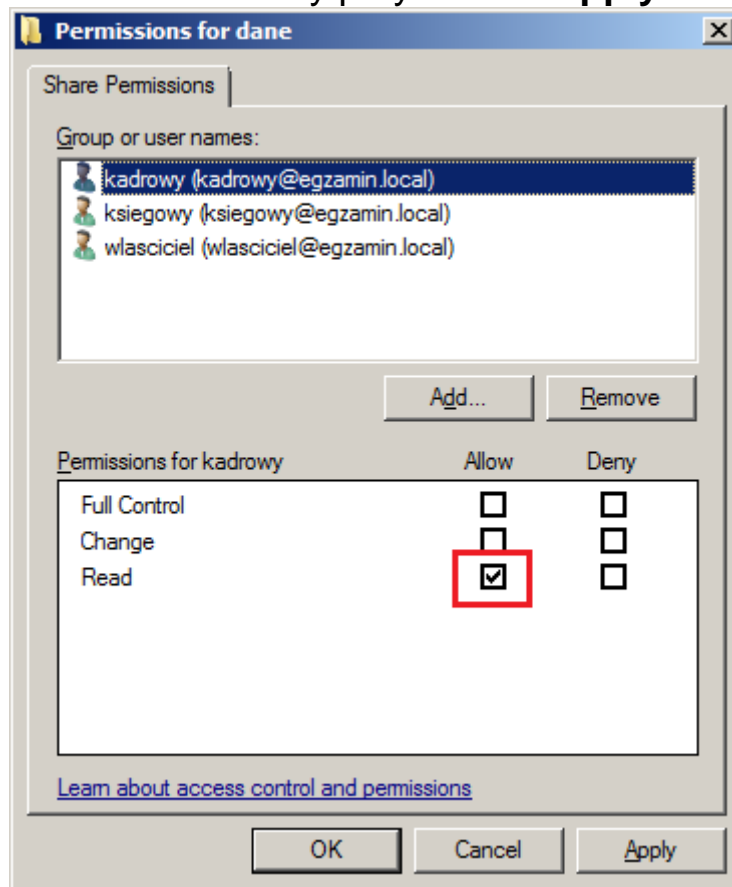 Permissions for dane
Share Permissions
Group or user names:
kadrowy (kadrowy@egzamin.local)
ksiegowy (ksiegowy@egzamin.local)
wlasciciel (wlasciciel@egzamin.local)
Add... Remove
Permissions for kadrowy Allow Deny
Full Control
Change
Read
Learn about access control and permissions
OK Cancel Apply